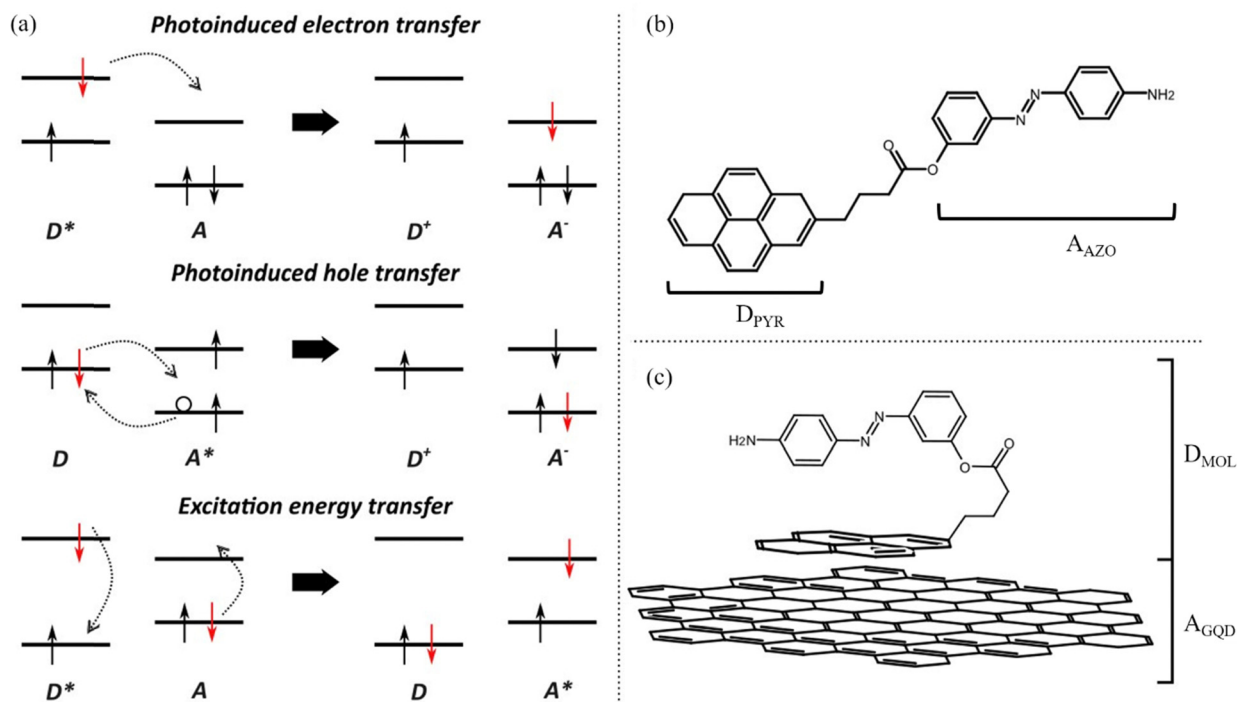 (a)
Photoinduced electron transfer
D* A D+ A-
Photoinduced hole transfer
D A* D+ A-
Excitation energy transfer
D* A D A*
(b)
N
N
NH2
O
O
AAZO
DPYR
(c)
H2N
N
N
O
O
DMOL
AGQD